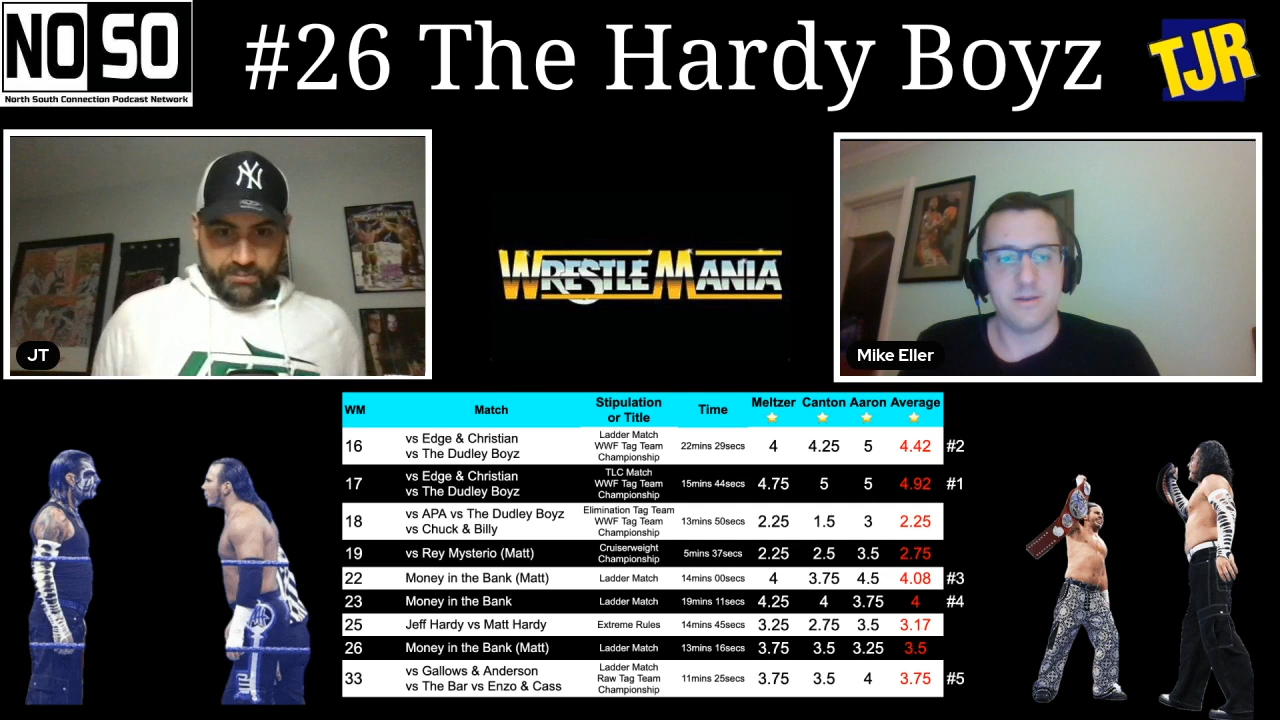 NO SO
North South Connection Podcast Network
#26 The Hardy Boyz
TJR
NY
JT
WRESTLEMANIA
Mike Eller
WM Match Stipulation or Title Time Meltzer Canton Aaron Average
16 vs Edge & Christian vs The Dudley Boyz Ladder Match WWF Tag Team Championship 22mins 29secs 4 4.25 5 4.42 #2
17 vs Edge & Christian vs The Dudley Boyz TLC Match WWF Tag Team Championship 15mins 44secs 4.75 5 5 4.92 #1
18 vs APA vs The Dudley Boyz vs Chuck & Billy Elimination Tag Team WWF Tag Team Championship 13mins 50secs 2.25 1.5 3 2.25
19 vs Rey Mysterio (Matt) Cruiserweight Championship 5mins 37secs 2.25 2.5 3.5 2.75
22 Money in the Bank (Matt) Ladder Match 14mins 00secs 4 3.75 4.5 4.08 #3
23 Money in the Bank Ladder Match 19mins 11secs 4.25 4 3.75 4 #4
25 Jeff Hardy vs Matt Hardy Extreme Rules 14mins 45secs 3.25 2.75 3.5 3.17
26 Money in the Bank (Matt) Ladder Match 13mins 16secs 3.75 3.5 3.25 3.5
33 vs Gallows & Anderson vs The Bar vs Enzo & Cass Ladder Match Raw Tag Team Championship 11mins 25secs 3.75 3.5 4 3.75 #5